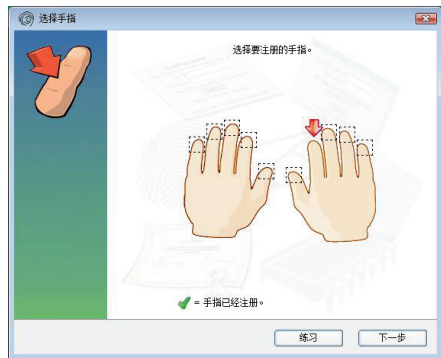 选择手指
选择要注册的手指。
= 手指已经注册。
练习
下一步